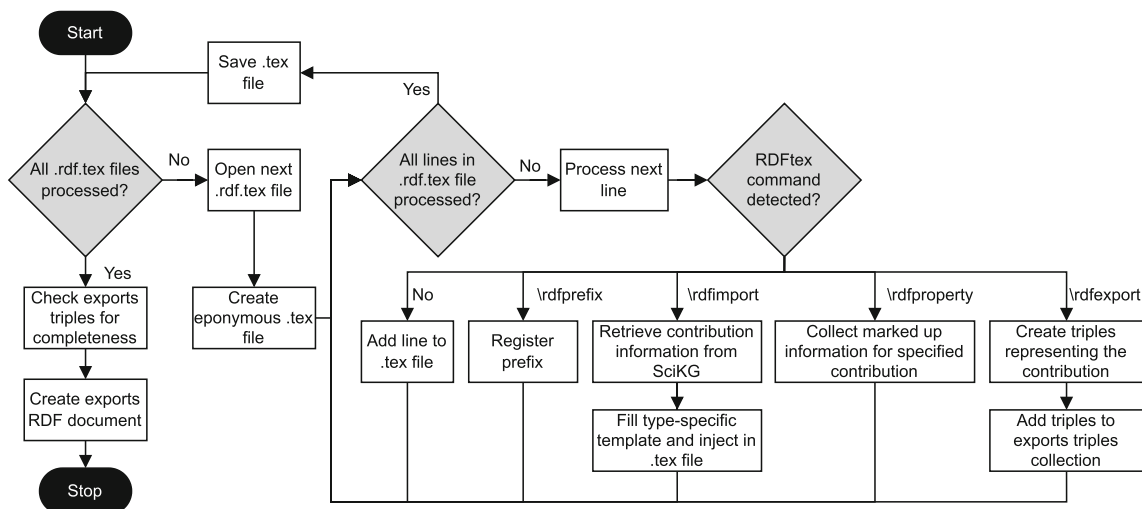 Start
Save .tex
file
Yes
All .rdf.tex files
processed?
No
Open next
.rdf.tex file
All lines in
.rdf.tex file
processed?
No
Process next
line
RDFtex
command
detected?
Yes
Check exports
triples for
completeness
Create
eponymous .tex
file
No
Add line to
.tex file
\rdfprefix
Register
prefix
\rdfimport
Retrieve contribution
information from
SciKG
\rdfproperty
Collect marked up
information for specified
contribution
\rdfexport
Create triples
representing the
contribution
Create exports
RDF document
Fill type-specific
template and inject in
.tex file
Add triples to
exports triples
collection
Stop